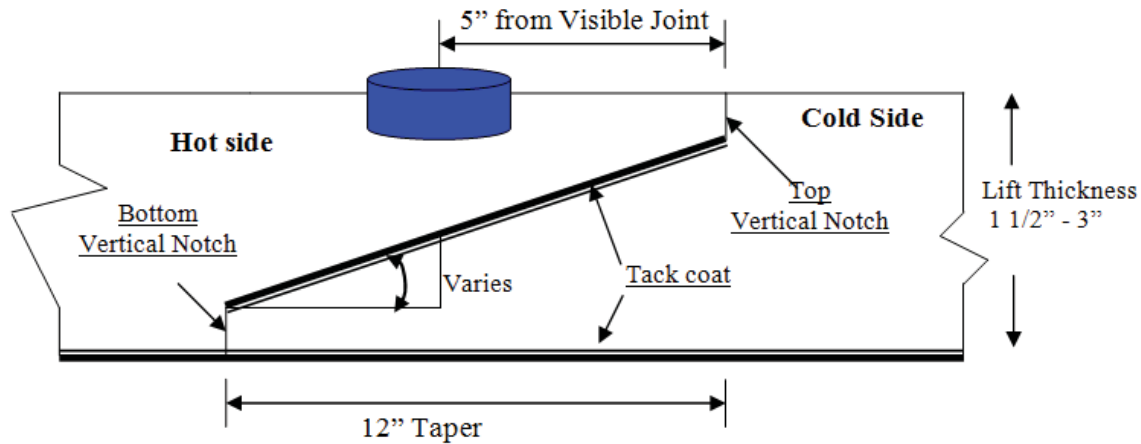 5” from Visible Joint
Hot side
Cold Side
Bottom
Vertical Notch
Top
Vertical Notch
Lift Thickness
1 1/2” - 3”
Varies
Tack coat
12” Taper